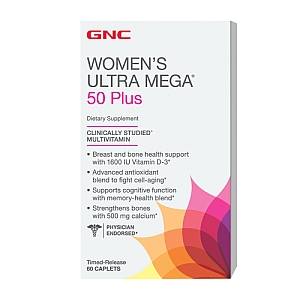 GNC
WOMEN'S
ULTRA MEGA®
50 Plus
Dietary Supplement
CLINICALLY STUDIED*
MULTIVITAMIN
• Breast and bone health support
with 1600 IU Vitamin D-3*
• Advanced antioxidant
blend to fight cell-aging*
• Supports cognitive function
with memory-health blend*
• Strengthens bones
with 500 mg calcium*
PHYSICIAN
ENDORSED*
Timed-Release
60 CAPLETS